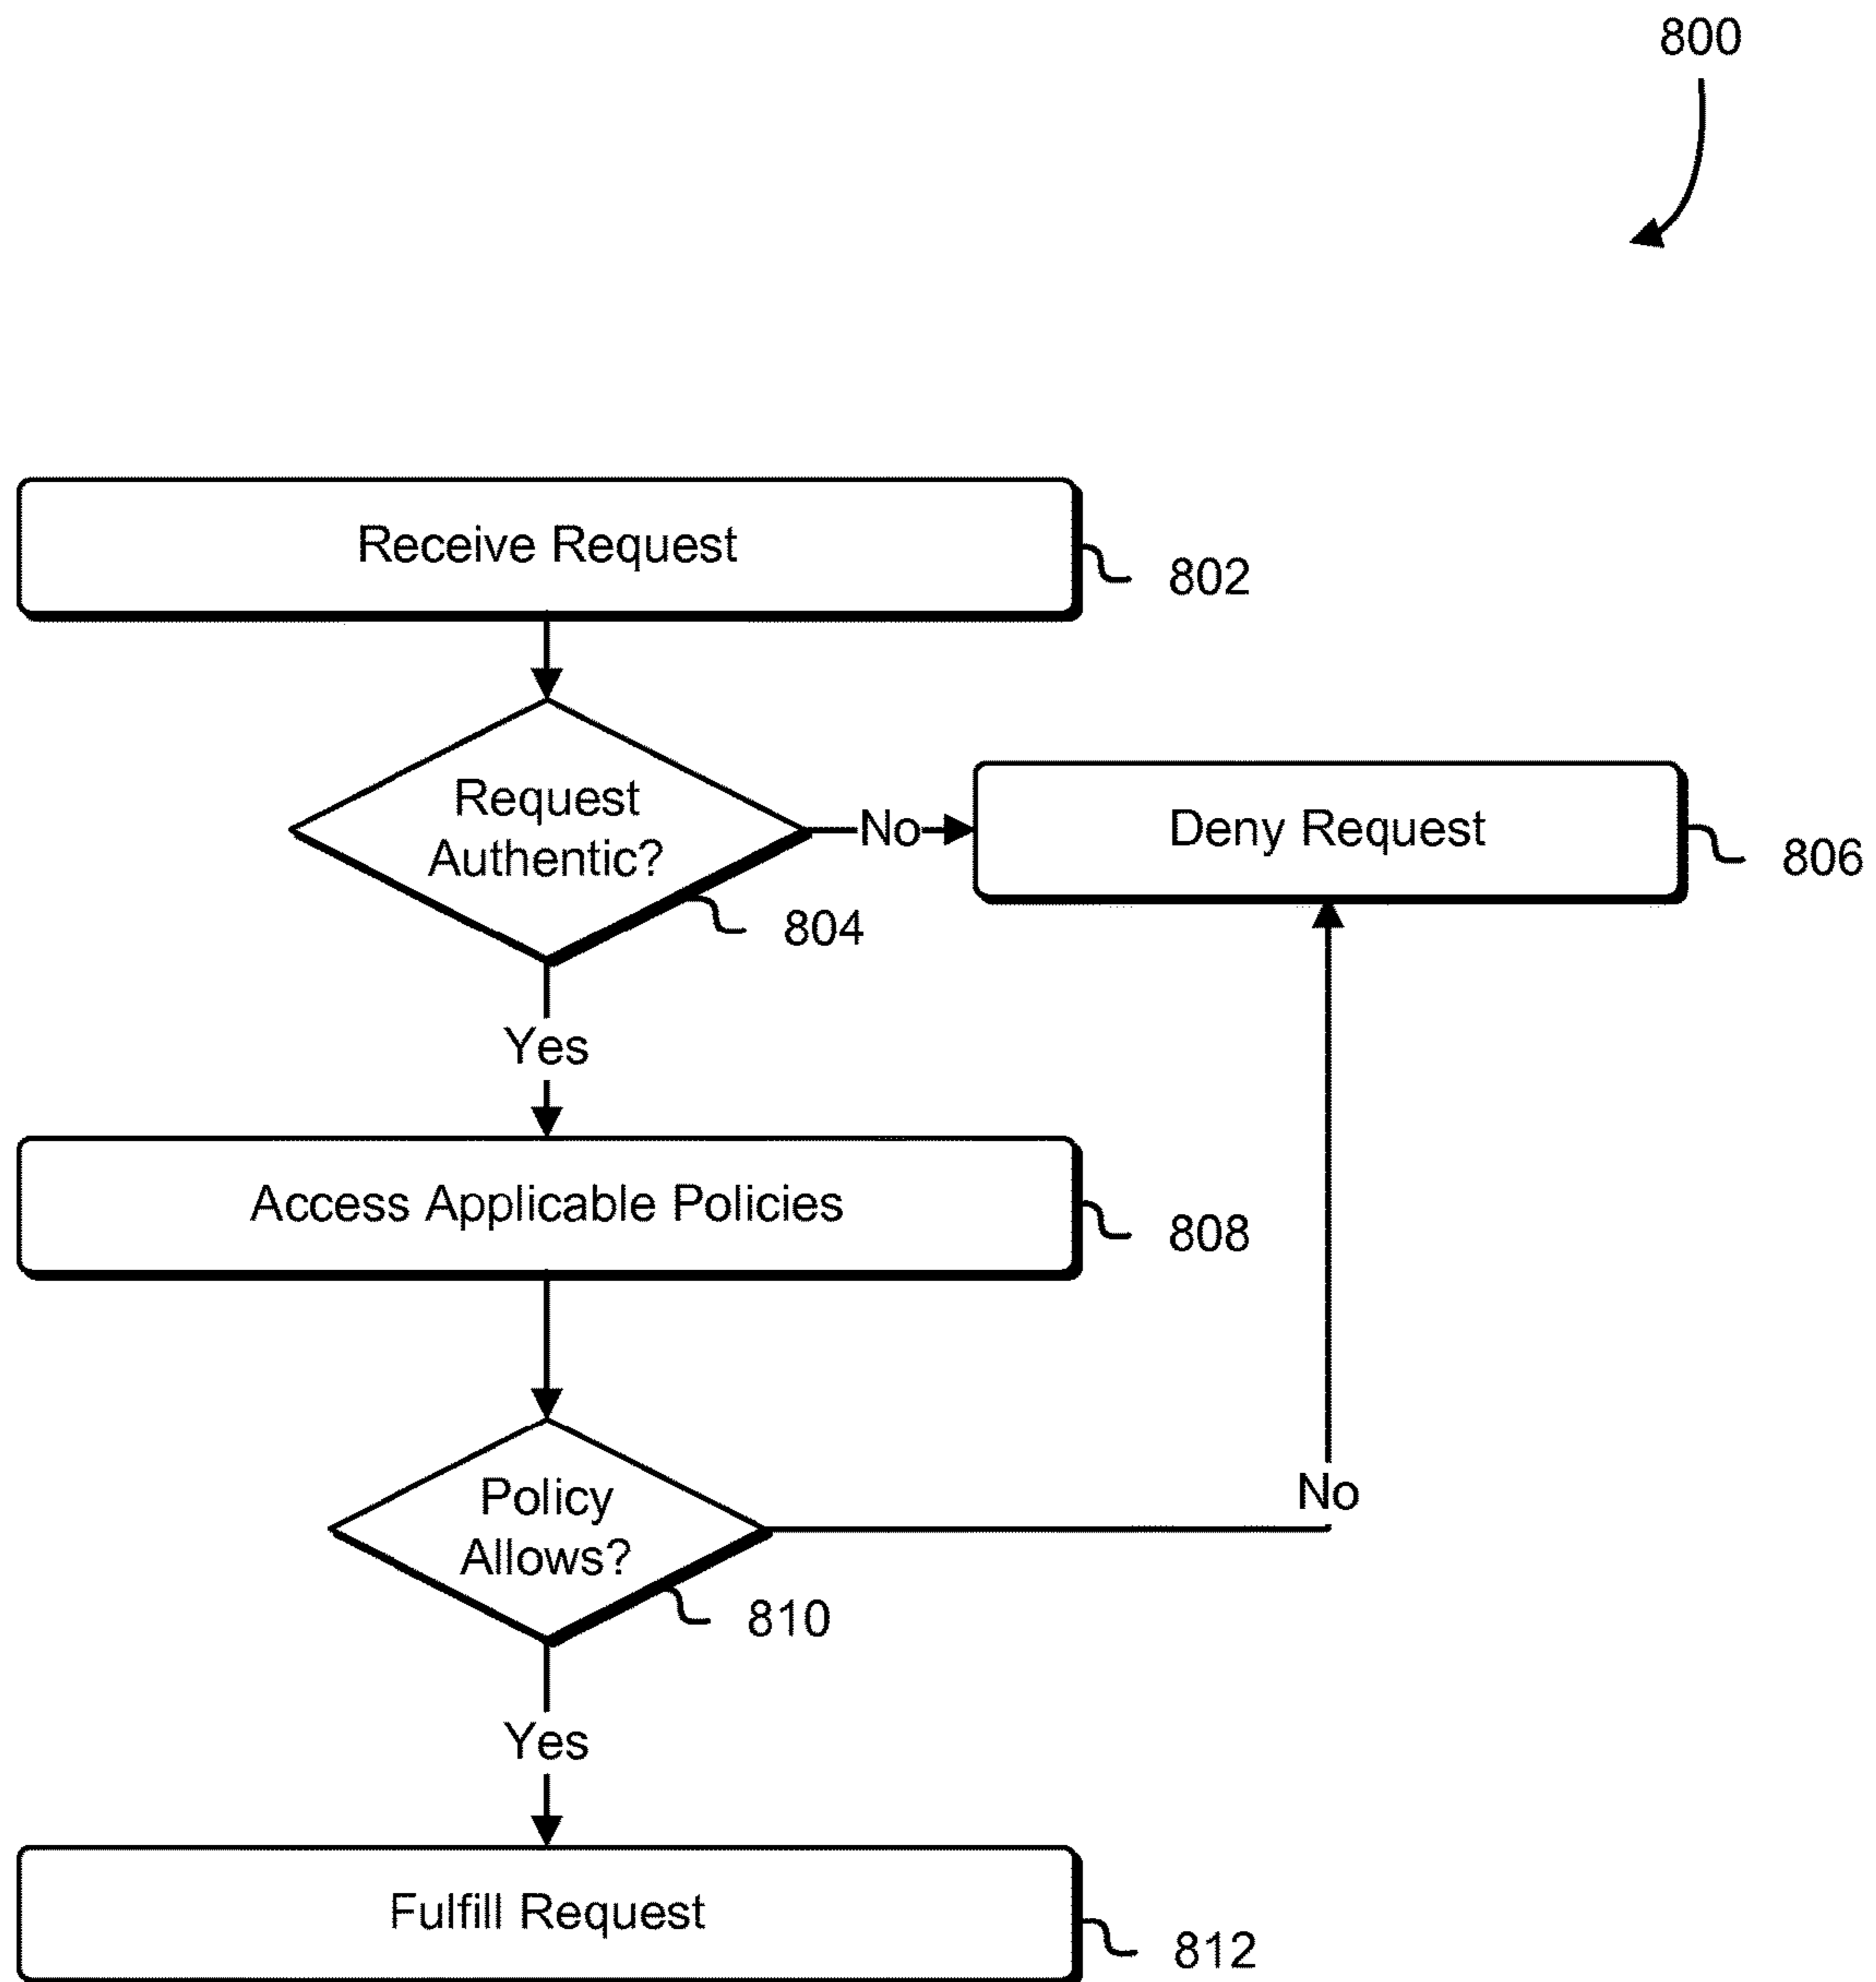 800
Receive Request
802
Request
Authentic?
804
No
Deny Request
806
Yes
Access Applicable Policies
808
Policy
Allows?
810
No
Yes
Fulfill Request
812